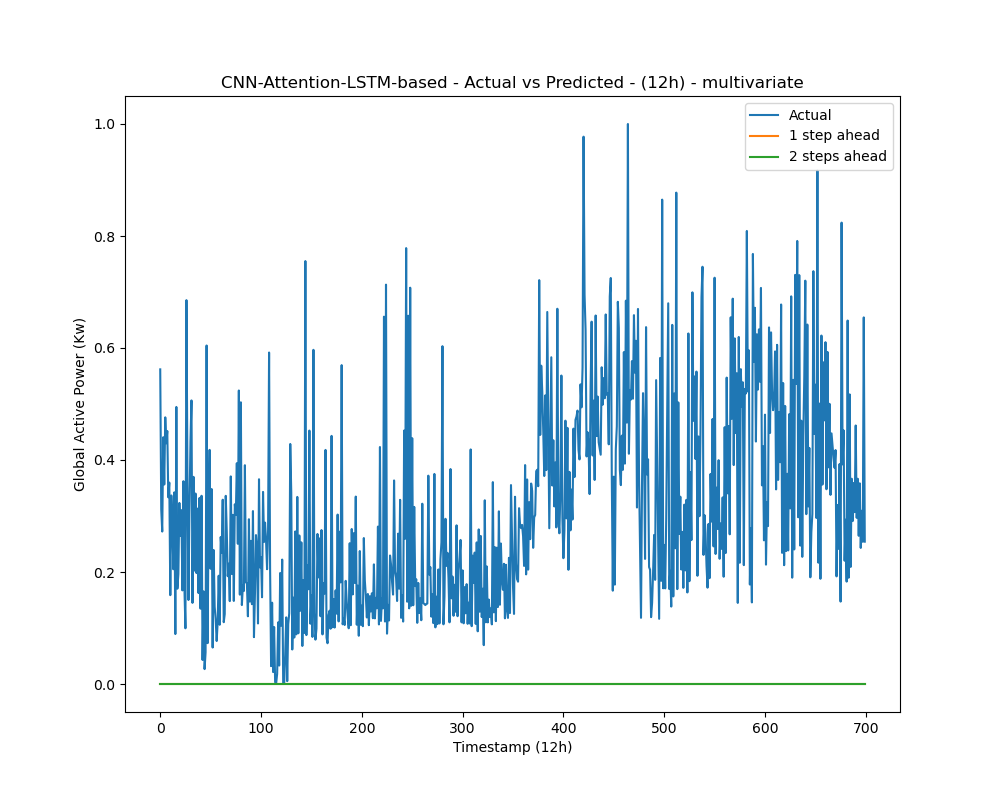 CNN-Attention-LSTM-based - Actual vs Predicted - (12h) - multivariate
Actual
1 step ahead
2 steps ahead
Global Active Power (Kw)
1.0
0.8
0.6
0.4
0.2
0.0
0 100 200 300 400 500 600 700
Timestamp (12h)